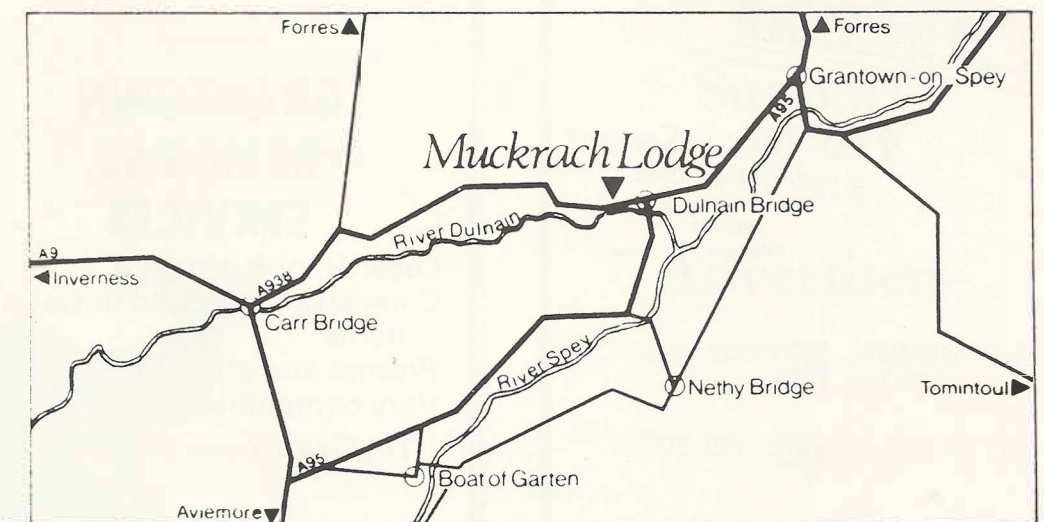 Forres
Forres
Grantown-on Spey
A95
Muckrach Lodge
Dulnain Bridge
River Dulnain
A9
Inverness
A938
Carr Bridge
River Spey
Nethy Bridge
Tomintoul
A95
Boat of Garten
Aviemore